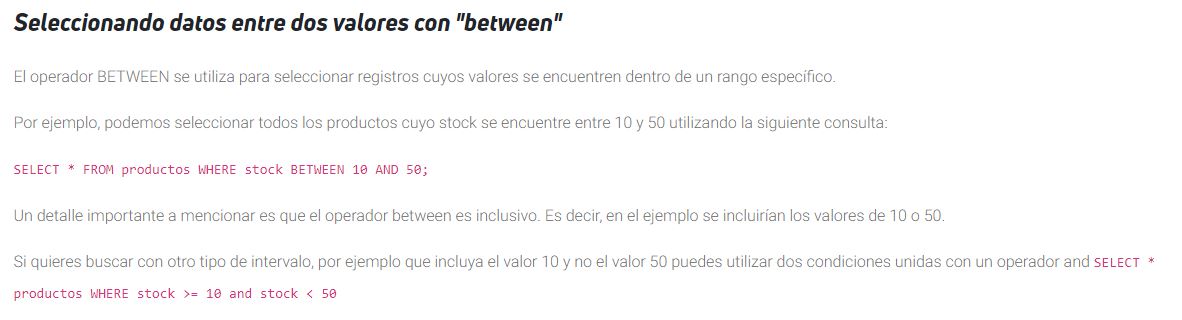 Seleccionando datos entre dos valores con "between"
El operador BETWEEN se utiliza para seleccionar registros cuyos valores se encuentren dentro de un rango específico.
Por ejemplo, podemos seleccionar todos los productos cuyo stock se encuentre entre 10 y 50 utilizando la siguiente consulta:
SELECT * FROM productos WHERE stock BETWEEN 10 AND 50;
Un detalle importante a mencionar es que el operador between es inclusivo. Es decir, en el ejemplo se incluirían los valores de 10 o 50.
Si quieres buscar con otro tipo de intervalo, por ejemplo que incluya el valor 10 y no el valor 50 puedes utilizar dos condiciones unidas con un operador and SELECT *
productos WHERE stock >= 10 and stock < 50